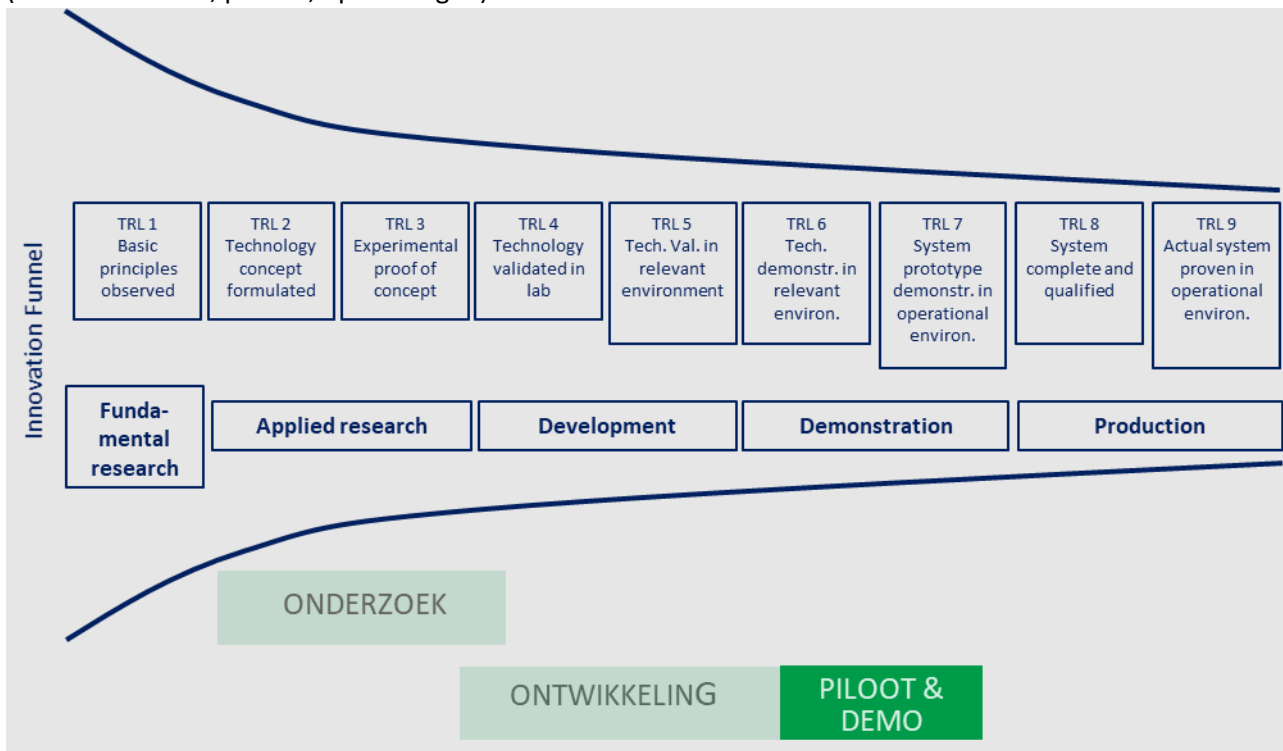 Innovation Funnel
TRL 1
Basic
principles
observed
TRL 2
Technology
concept
formulated
TRL 3
Experimental
proof of
concept
TRL 4
Technology
validated in
lab
TRL 5
Tech. Val. in
relevant
environment
TRL 6
Tech.
demonstr. in
relevant
environ.
TRL 7
System
prototype
demonstr. in
operational
environ.
TRL 8
System
complete and
qualified
TRL 9
Actual system
proven in
operational
environ.
Funda-
mental
research
Applied research
Development
Demonstration
Production
ONDERZOEK
ONTWIKKELING
PILOOT &
DEMO